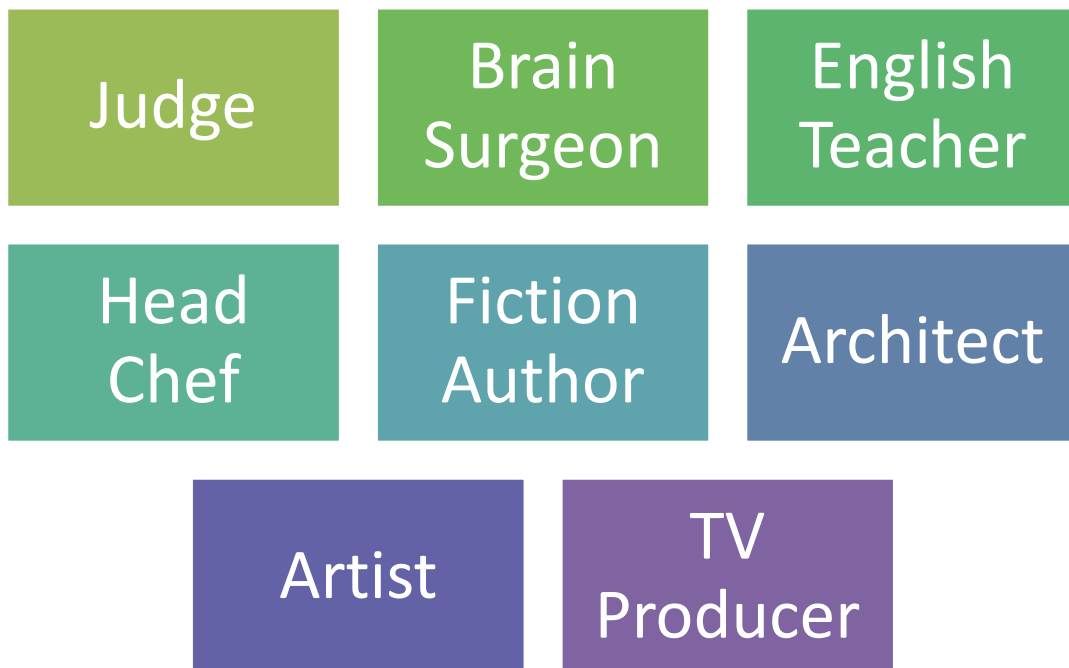 Judge
Brain
Surgeon
English
Teacher
Head
Chef
Fiction
Author
Architect
Artist
TV
Producer